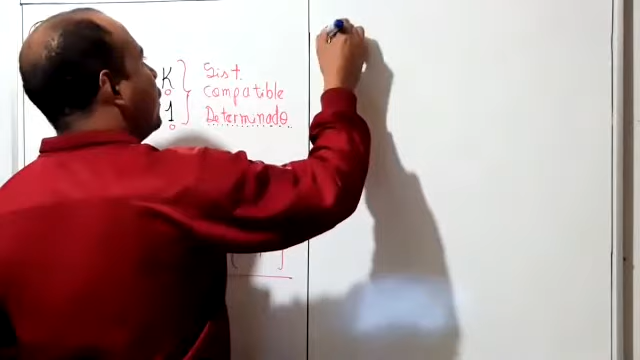 K
Sist.
compatible
1
Determinado